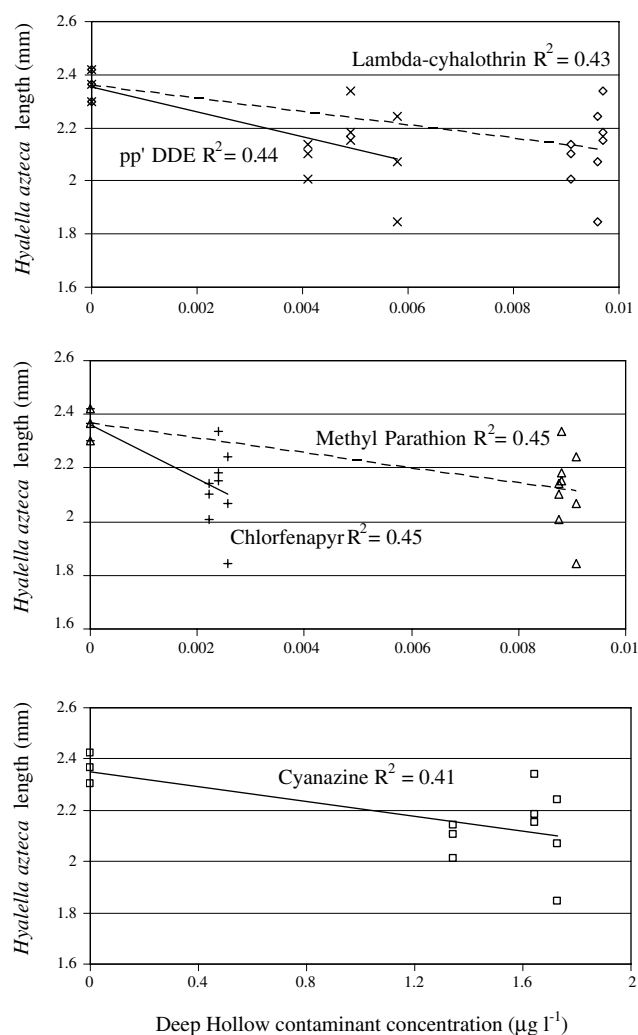 2.6
2.4
2.2
2
1.8
1.6
Hyalella azteca length (mm)
Lambda-cyhalothrin R² = 0.43
pp' DDE R² = 0.44
0 0.002 0.004 0.006 0.008 0.01
2.6
2.4
2.2
2
1.8
1.6
Hyalella azteca length (mm)
Methyl Parathion R² = 0.45
Chlorfenapyr R² = 0.45
0 0.002 0.004 0.006 0.008 0.01
2.6
2.4
2.2
2
1.8
1.6
Hyalella azteca length (mm)
Cyanazine R² = 0.41
0 0.4 0.8 1.2 1.6 2
Deep Hollow contaminant concentration (µg l⁻¹)